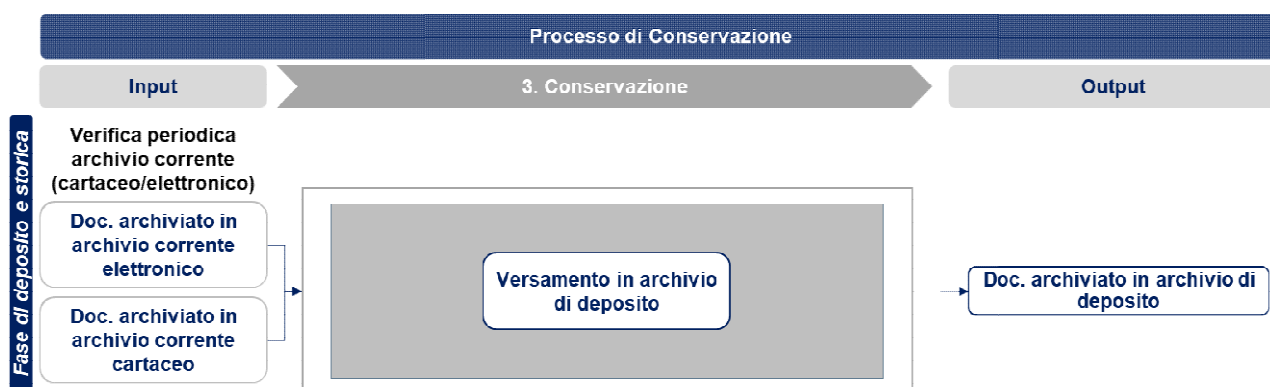 Processo di Conservazione
Input
3. Conservazione
Output
Fase di deposito e storica
Verifica periodica
archivio corrente
(cartaceo/elettronico)
Doc. archiviato in
archivio corrente
elettronico
Doc. archiviato in
archivio corrente
cartaceo
Versamento in archivio
di deposito
Doc. archiviato in archivio di
deposito